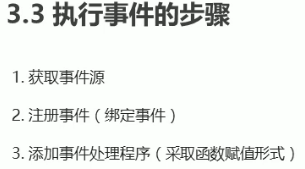 3.3 执行事件的步骤
1. 获取事件源
2. 注册事件（绑定事件）
3. 添加事件处理程序（采取函数赋值形式）